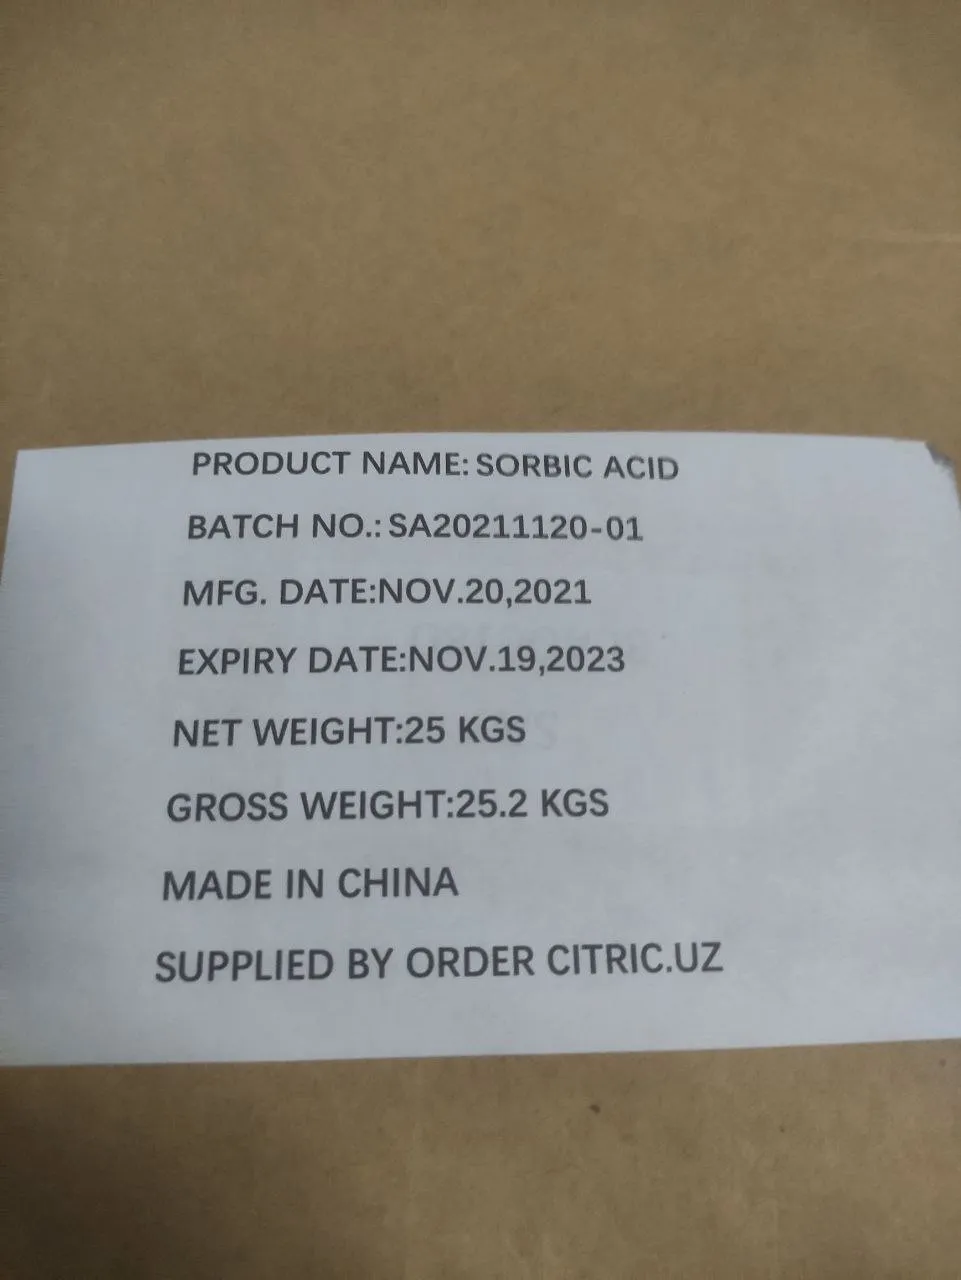 PRODUCT NAME: SORBIC ACID
BATCH NO.: SA20211120-01
MFG. DATE:NOV.20,2021
EXPIRY DATE:NOV.19,2023
NET WEIGHT:25 KGS
GROSS WEIGHT:25.2 KGS
MADE IN CHINA
SUPPLIED BY ORDER CITRIC.UZ